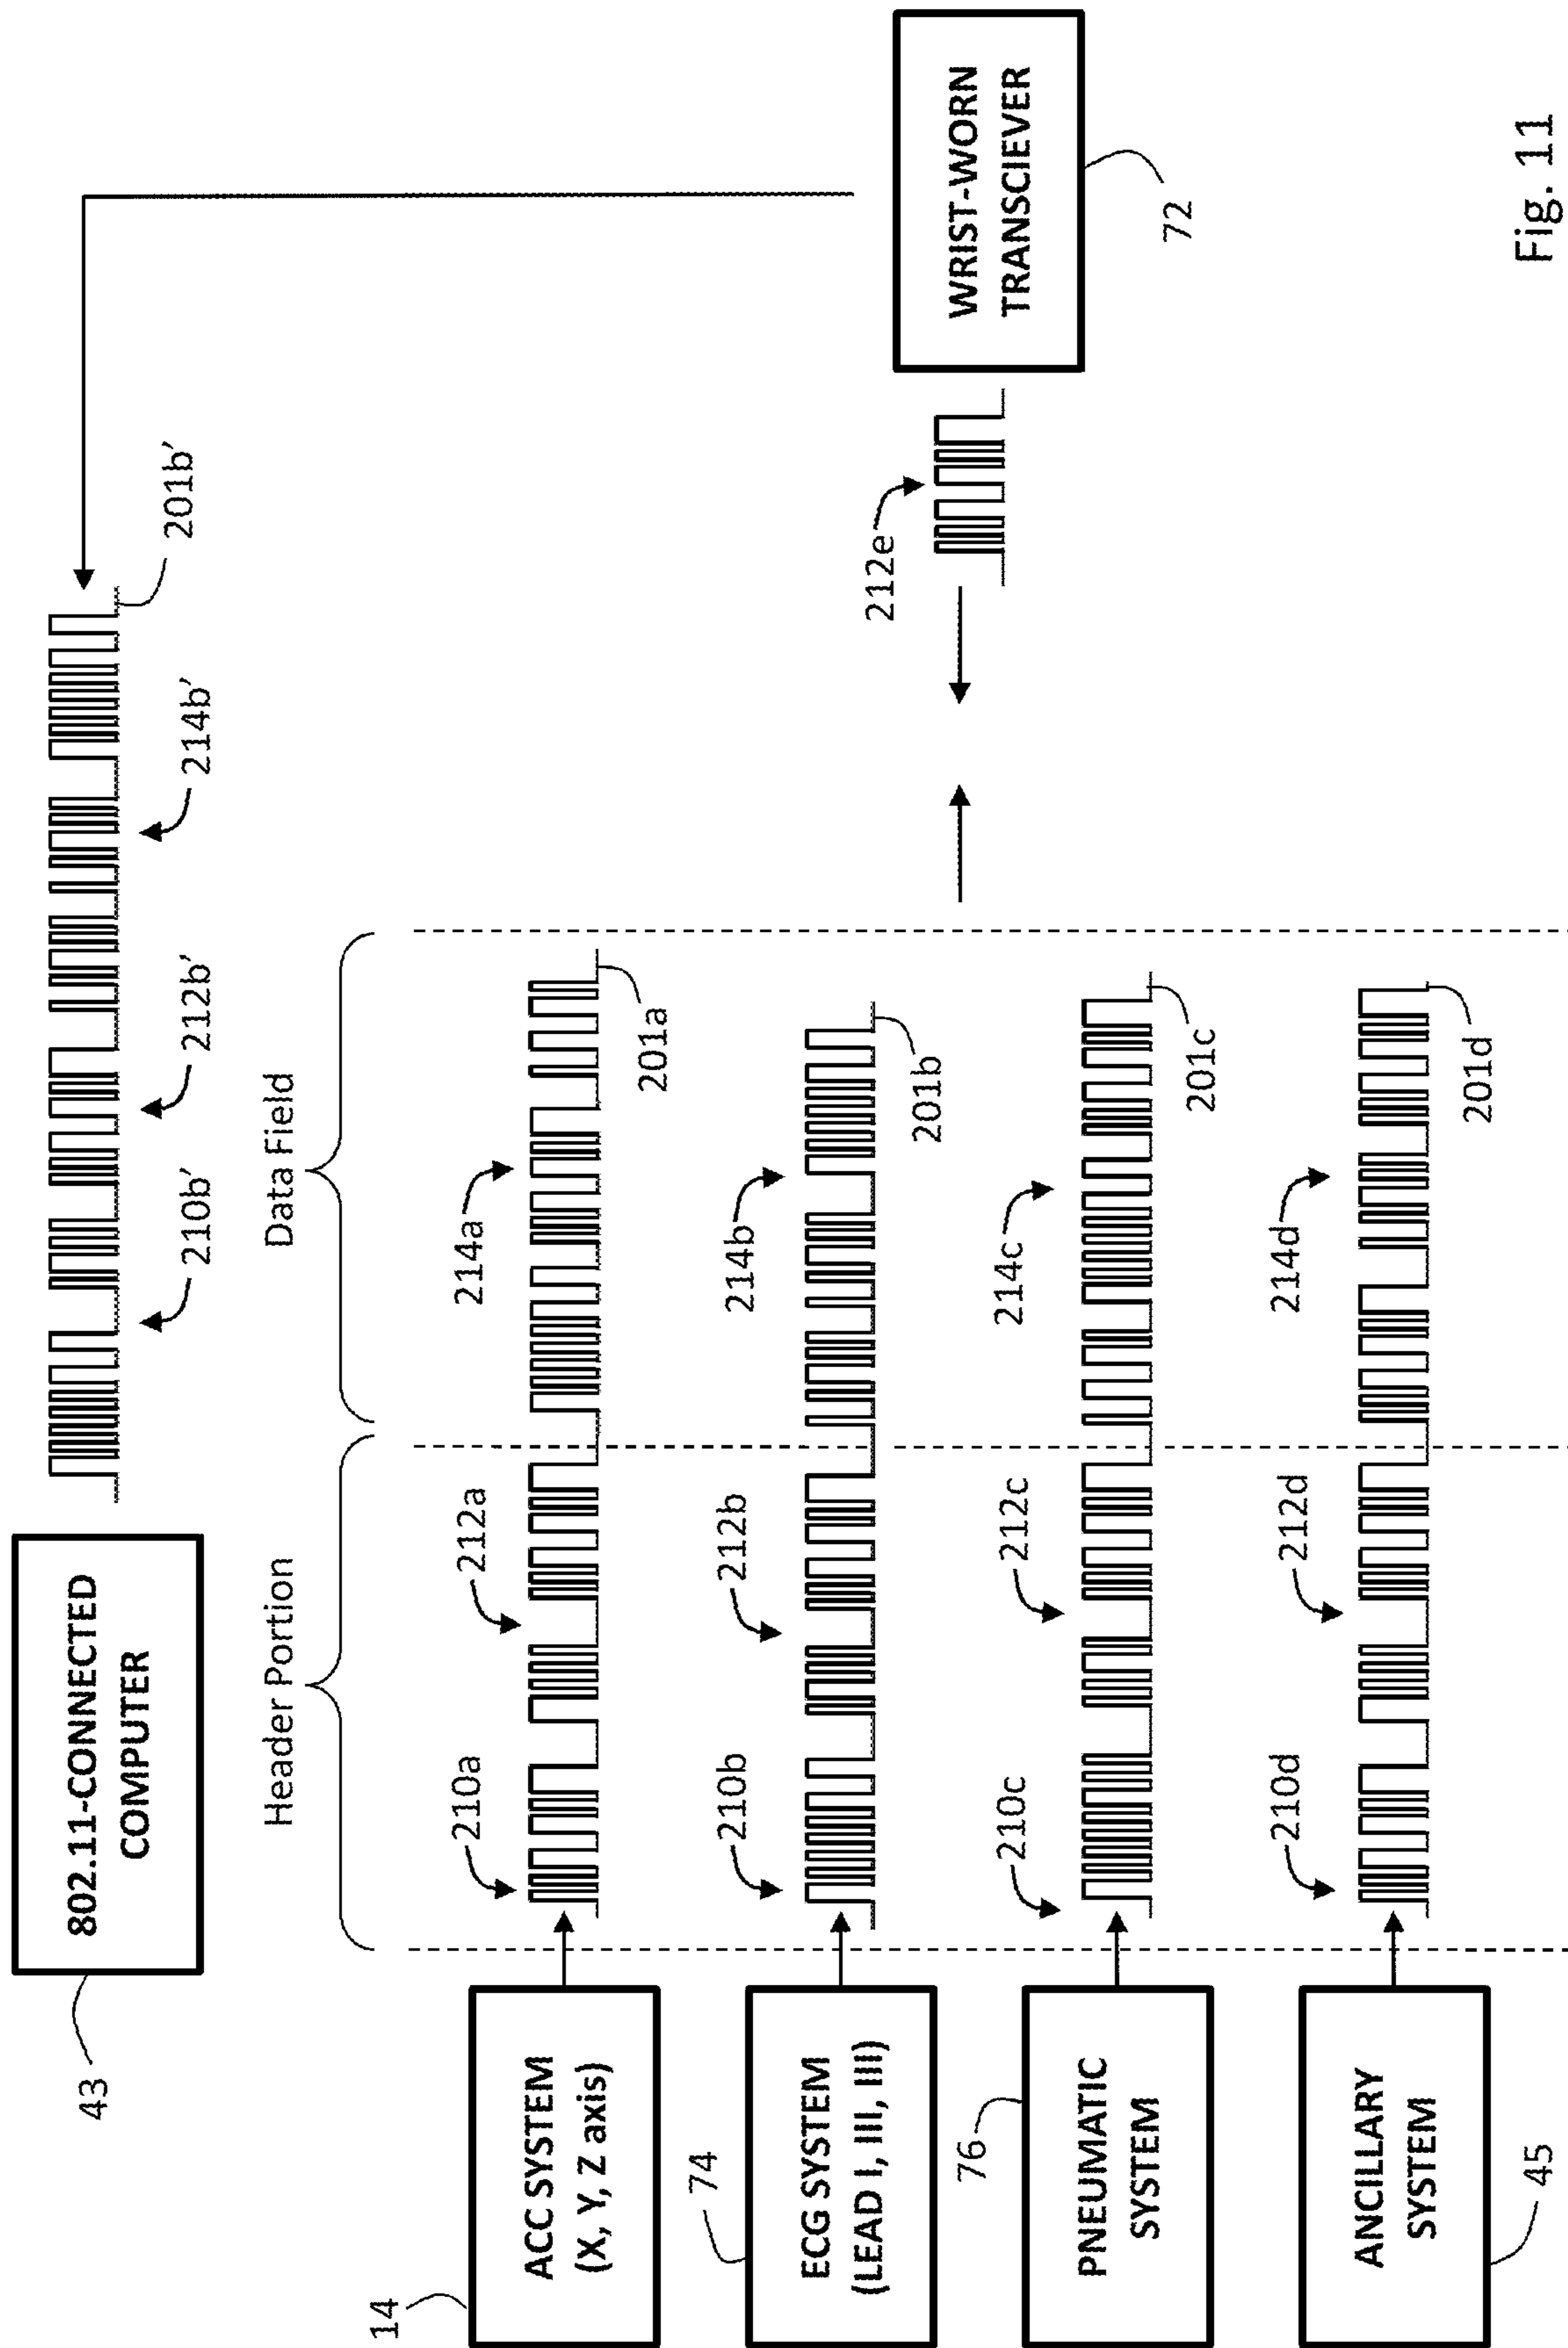 802.11-CONNECTED
COMPUTER
43
210b'
212b'
214b'
201b'
Header Portion
Data Field
14
ACC SYSTEM
(X, Y, Z axis)
210a
212a
214a
201a
74
ECG SYSTEM
(LEAD I, III, III)
210b
212b
214b
201b
76
PNEUMATIC
SYSTEM
210c
212c
214c
201c
ANCILLARY
SYSTEM
45
210d
212d
214d
201d
212e
WRIST-WORN
TRANSCIEVER
72
Fig. 11